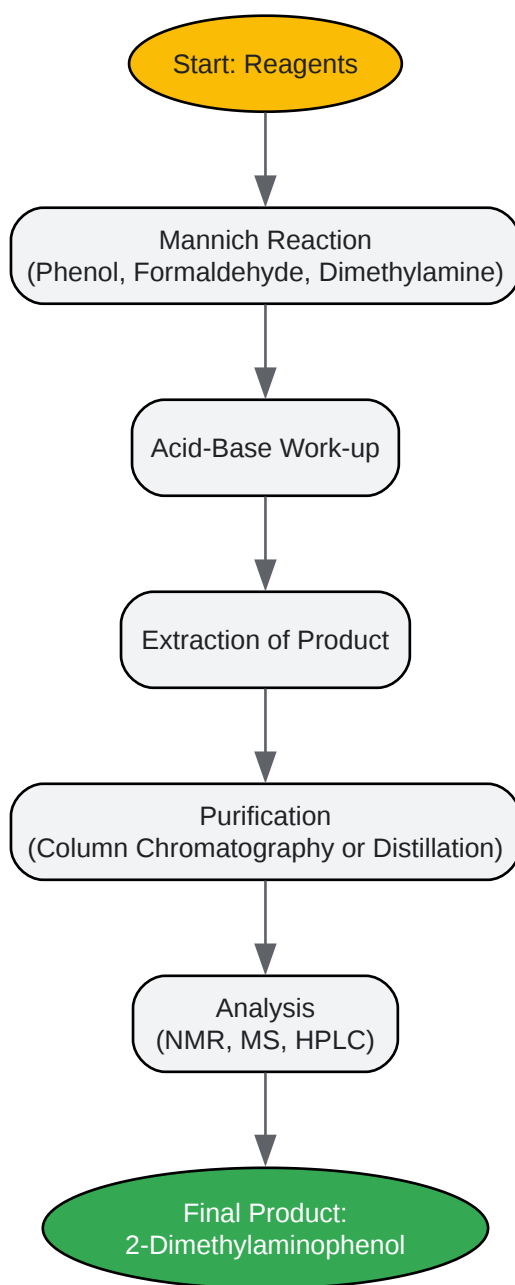 Start: Reagents
Mannich Reaction
(Phenol, Formaldehyde, Dimethylamine)
Acid-Base Work-up
Extraction of Product
Purification
(Column Chromatography or Distillation)
Analysis
(NMR, MS, HPLC)
Final Product:
2-Dimethylaminophenol